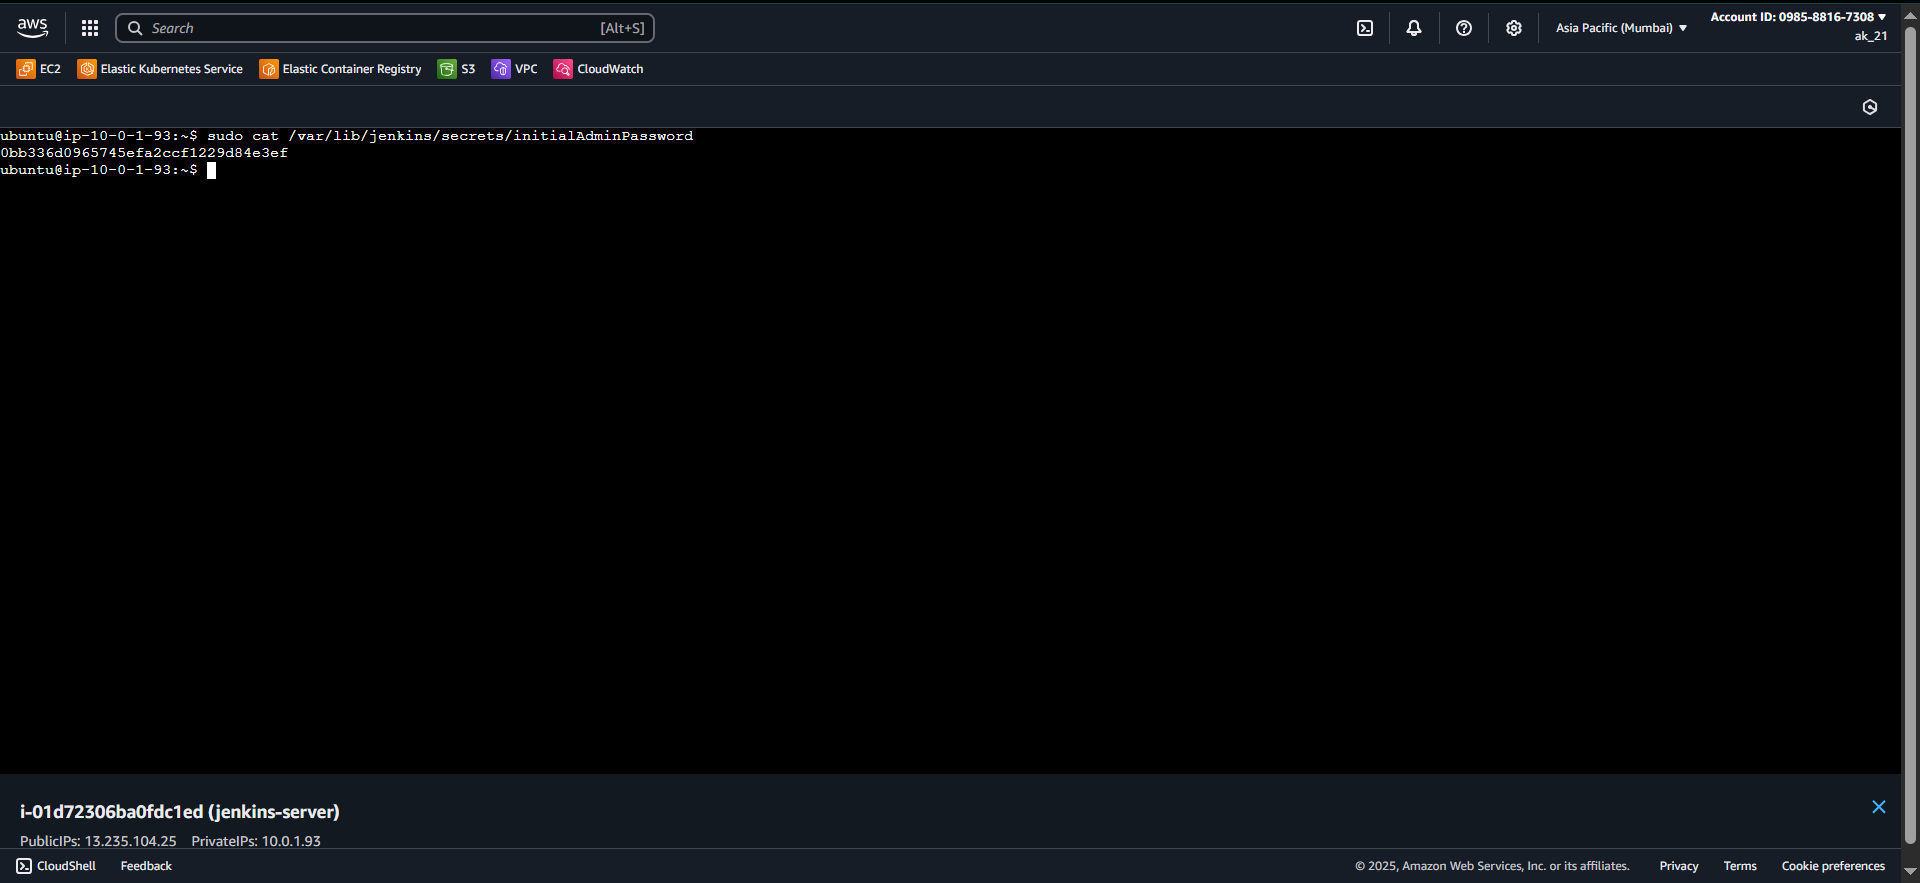 aws
Search [Alt+S]
Asia Pacific (Mumbai)
Account ID: 0985-8816-7308
ak_21
EC2 Elastic Kubernetes Service Elastic Container Registry S3 VPC CloudWatch
ubuntu@ip-10-0-1-93:~$ sudo cat /var/lib/jenkins/secrets/initialAdminPassword
0bb336d0965745efa2ccf1229d84e3ef
ubuntu@ip-10-0-1-93:~$
i-01d72306ba0fdc1ed (jenkins-server)
PublicIPs: 13.235.104.25 PrivateIPs: 10.0.1.93
CloudShell Feedback © 2025, Amazon Web Services, Inc. or its affiliates. Privacy Terms Cookie preferences